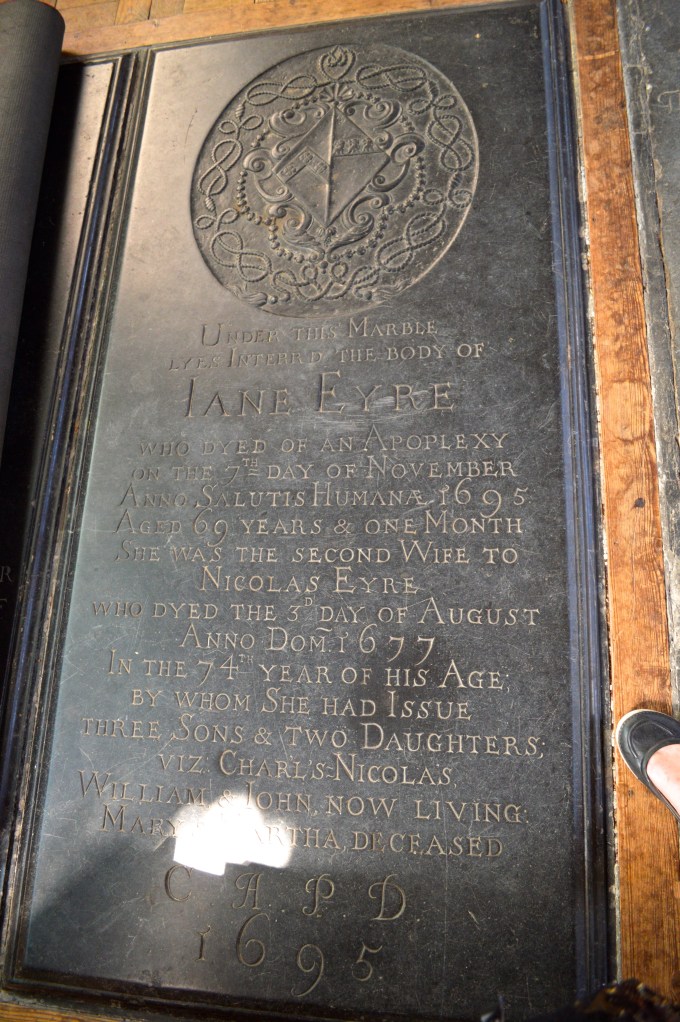 UNDER THIS MARBLE
LYES INTERR'D THE BODY OF
IANE EYRE
WHO DYED OF AN APOPLEXY
ON THE 7TH DAY OF NOVEMBER
ANNO SALUTIS HUMANÆ 1695
AGED 69 YEARS & ONE MONTH
SHE WAS THE SECOND WIFE TO
NICOLAS EYRE
WHO DYED THE 3D DAY OF AUGUST
ANNO DOM̅: 1677
IN THE 74TH YEAR OF HIS AGE;
BY WHOM SHE HAD ISSUE
THREE SONS & TWO DAUGHTERS;
VIZ: CHARL'S-NICOLAS,
WILLIAM & IOHN, NOW LIVING:
MARY DECEASED
C A P D
1695